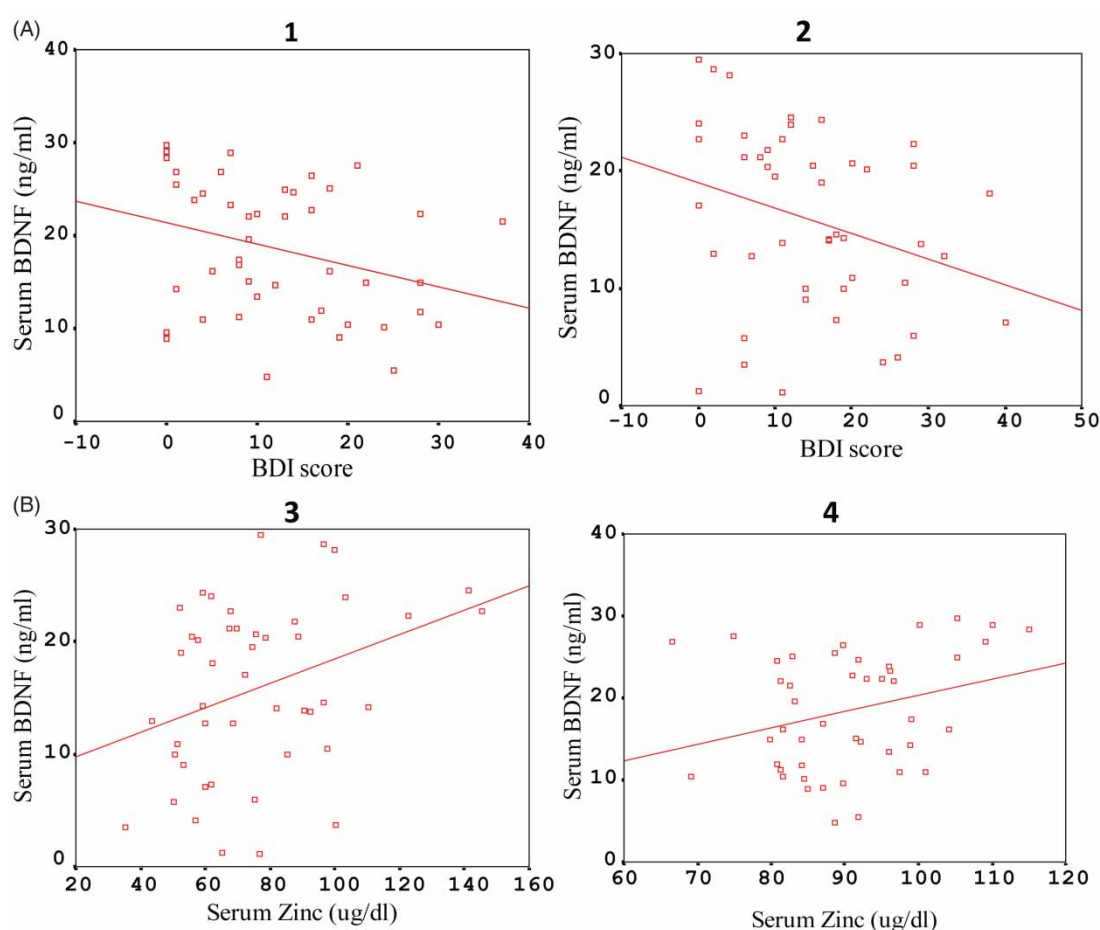 (A)
1
40
30
20
10
0
Serum BDNF (ng/ml)
-10 0 10 20 30 40
BDI score
2
30
20
10
0
Serum BDNF (ng/ml)
-10 0 10 20 30 40 50
BDI score
(B)
3
30
20
10
0
Serum BDNF (ng/ml)
20 40 60 80 100 120 140 160
Serum Zinc (ug/dl)
4
40
30
20
10
0
Serum BDNF (ng/ml)
60 70 80 90 100 110 120
Serum Zinc (ug/dl)